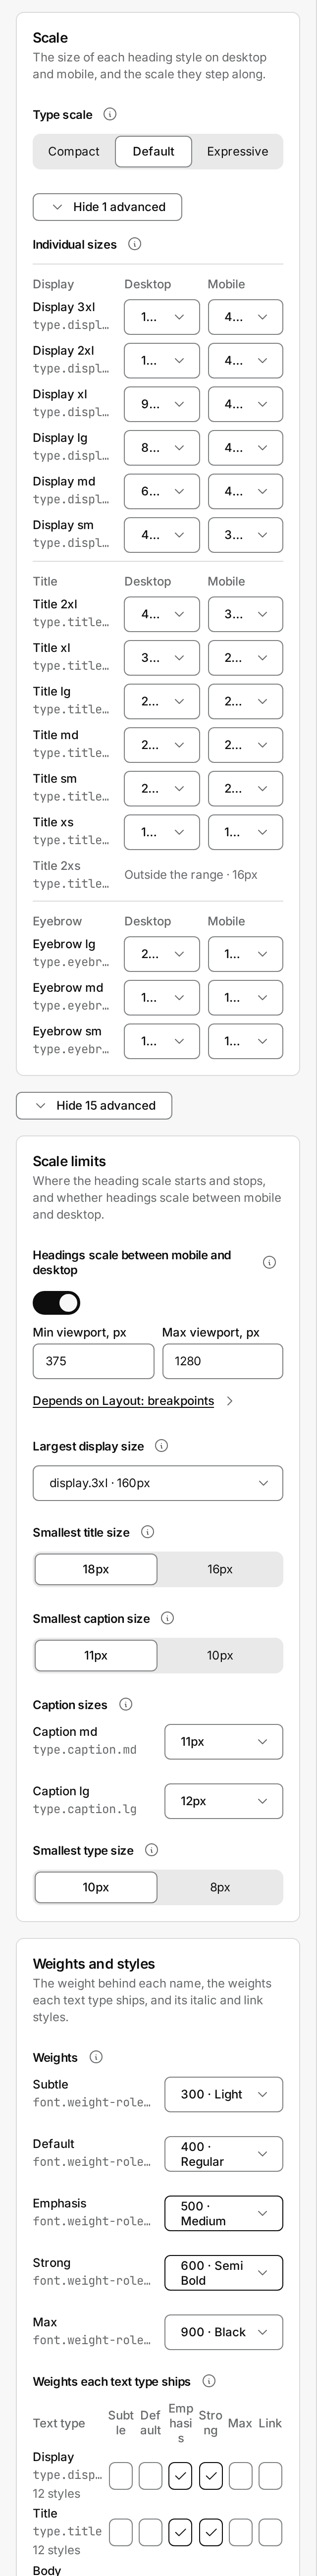 Scale
The size of each heading style on desktop
and mobile, and the scale they step along.
Type scale
Compact Default Expressive
Hide 1 advanced
Individual sizes
Display Desktop Mobile
Display 3xl
type.displ… 1… 4…
Display 2xl
type.displ… 1… 4…
Display xl
type.displ… 9… 4…
Display lg
type.displ… 8… 4…
Display md
type.displ… 6… 4…
Display sm
type.displ… 4… 3…
Title Desktop Mobile
Title 2xl
type.title… 4… 3…
Title xl
type.title… 3… 2…
Title lg
type.title… 2… 2…
Title md
type.title… 2… 2…
Title sm
type.title… 2… 2…
Title xs
type.title… 1… 1…
Title 2xs
type.title… Outside the range · 16px
Eyebrow Desktop Mobile
Eyebrow lg
type.eyebr… 2… 1…
Eyebrow md
type.eyebr… 1… 1…
Eyebrow sm
type.eyebr… 1… 1…
Hide 15 advanced
Scale limits
Where the heading scale starts and stops,
and whether headings scale between mobile
and desktop.
Headings scale between mobile and
desktop
Min viewport, px Max viewport, px
375 1280
Depends on Layout: breakpoints
Largest display size
display.3xl · 160px
Smallest title size
18px 16px
Smallest caption size
11px 10px
Caption sizes
Caption md
type.caption.md 11px
Caption lg
type.caption.lg 12px
Smallest type size
10px 8px
Weights and styles
The weight behind each name, the weights
each text type ships, and its italic and link
styles.
Weights
Subtle
font.weight-role… 300 · Light
Default
font.weight-role… 400 ·
Regular
Emphasis
font.weight-role… 500 ·
Medium
Strong
font.weight-role… 600 · Semi
Bold
Max
font.weight-role… 900 · Black
Weights each text type ships
Text type Subt
le Def
ault Emp
hasi
s Stro
ng Max Link
Display
type.disp…
12 styles
Title
type.title
12 styles
Body